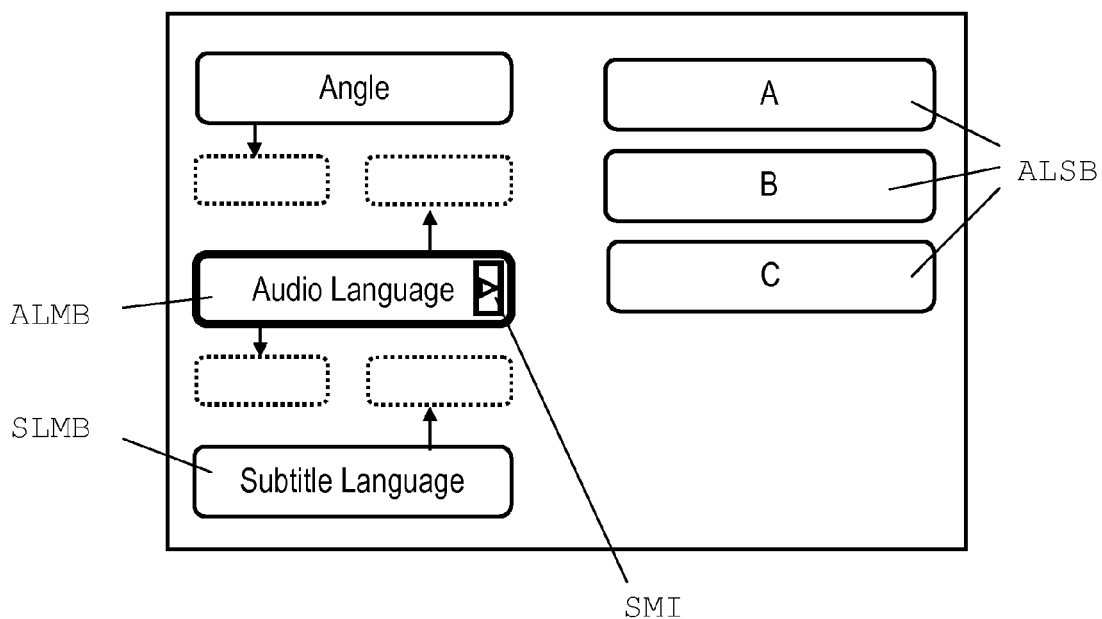 Angle
A
ALSB
B
Audio Language
C
ALMB
SLMB
Subtitle Language
SMI